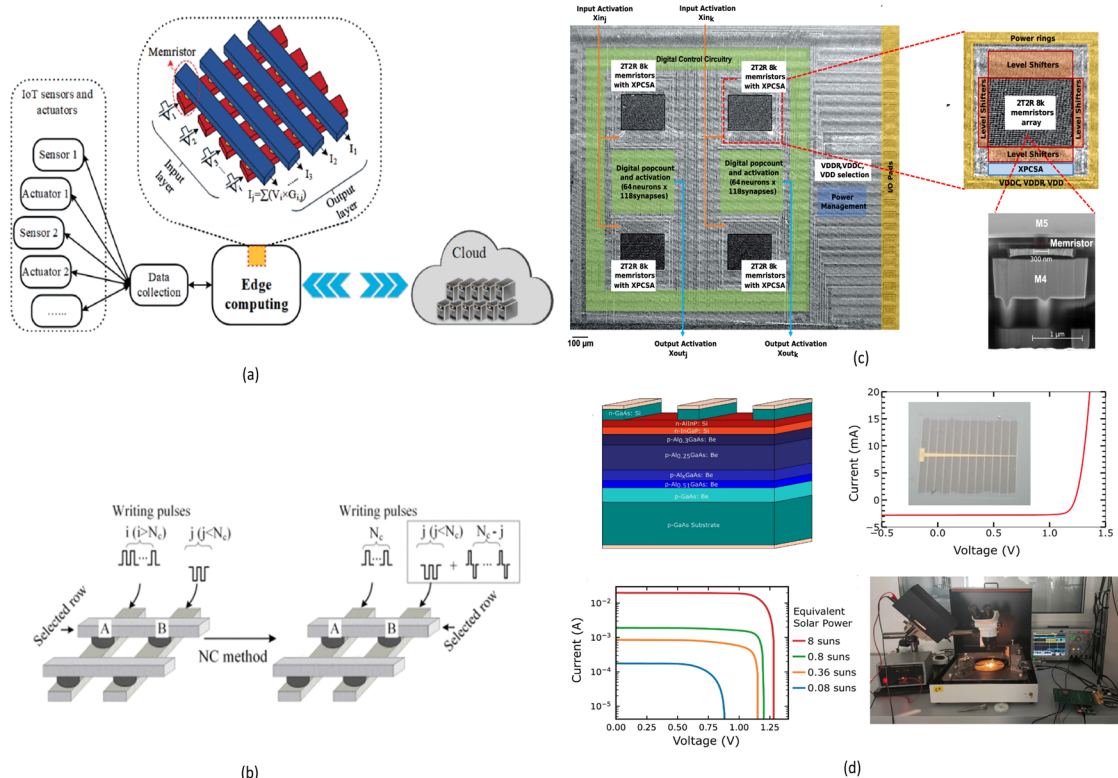 IoT sensors and
actuators
Sensor 1
Actuator 1
Sensor 2
Actuator 2
......
Data
collection
Memristor
V1
V2
V3
Input
layer
I1
I2
I3
Ij=∑(Vi×Gi,j)
Output
layer
Edge
computing
Cloud
(a)
Writing pulses
i (i>Nc)
j (j<Nc)
Selected row
A
B
NC method
Writing pulses
Nc
j (j<Nc)
+
Nc - j
A
B
Selected row
(b)
Input Activation
Xinj
Input Activation
Xink
Digital Control Circuitry
2T2R 8k
memristors
with XPCSA
2T2R 8k
memristors
with XPCSA
Digital popcount
and activation
(64neurons x
118synapses)
Digital popcount
and activation
(64neurons x
118synapses)
2T2R 8k
memristors
with XPCSA
2T2R 8k
memristors
with XPCSA
VDDR,VDDC,
VDD selection
Power
Management
I/O Pads
100 µm
Output Activation
Xoutj
Output Activation
Xoutk
Power rings
Level Shifters
Level Shifters
2T2R 8k
memristors
array
Level Shifters
Level Shifters
XPCSA
VDDC, VDDR, VDD
M5
Memristor
300 nm
M4
1 µm
(c)
n-GaAs: Si
n-AlInP: Si
n-InGaP: Si
p-Al0.3GaAs: Be
p-Al0.25GaAs: Be
p-AlxGaAs: Be
p-Al0.51GaAs: Be
p-GaAs: Be
p-GaAs Substrate
Current (mA)
20
15
10
5
0
−5
−0.5
0.0
0.5
1.0
1.5
Voltage (V)
Current (A)
10−2
10−3
10−4
10−5
0.00
0.25
0.50
0.75
1.00
1.25
Voltage (V)
Equivalent
Solar Power
8 suns
0.8 suns
0.36 suns
0.08 suns
(d)